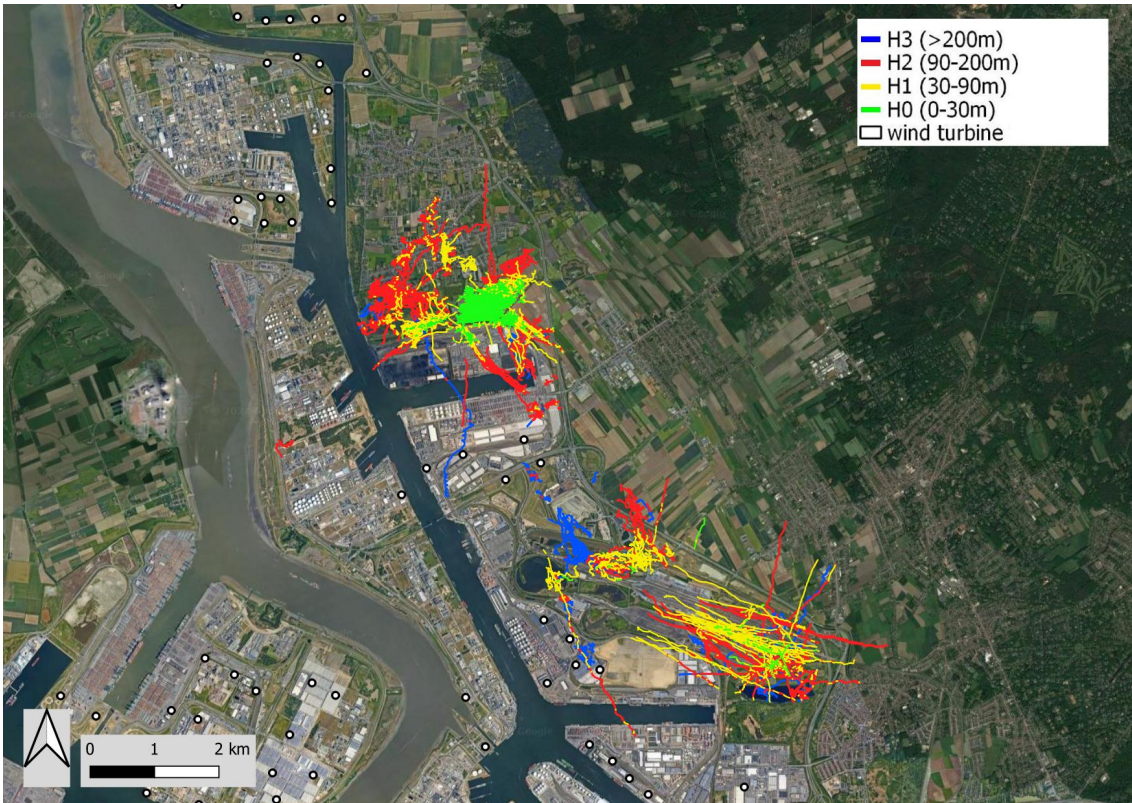 H3 (>200m)
H2 (90-200m)
H1 (30-90m)
H0 (0-30m)
wind turbine
0 1 2 km